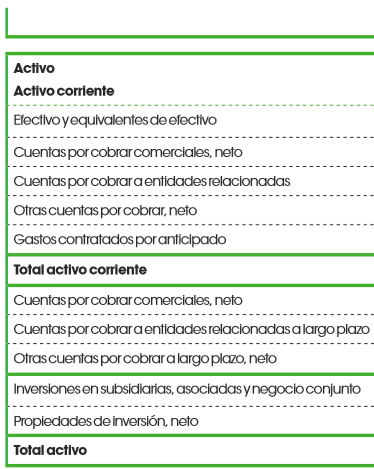 Activo
Activo corriente
Efectivo y equivalentes de efectivo
Cuentas por cobrar comerciales, neto
Cuentas por cobrar a entidades relacionadas
Otras cuentas por cobrar, neto
Gastos contratados por anticipado
Total activo corriente
Cuentas por cobrar comerciales, neto
Cuentas por cobrar a entidades relacionadas a largo plazo
Otras cuentas por cobrar a largo plazo, neto
Inversiones en subsidiarias, asociadas y negocio conjunto
Propiedades de inversión, neto
Total activo